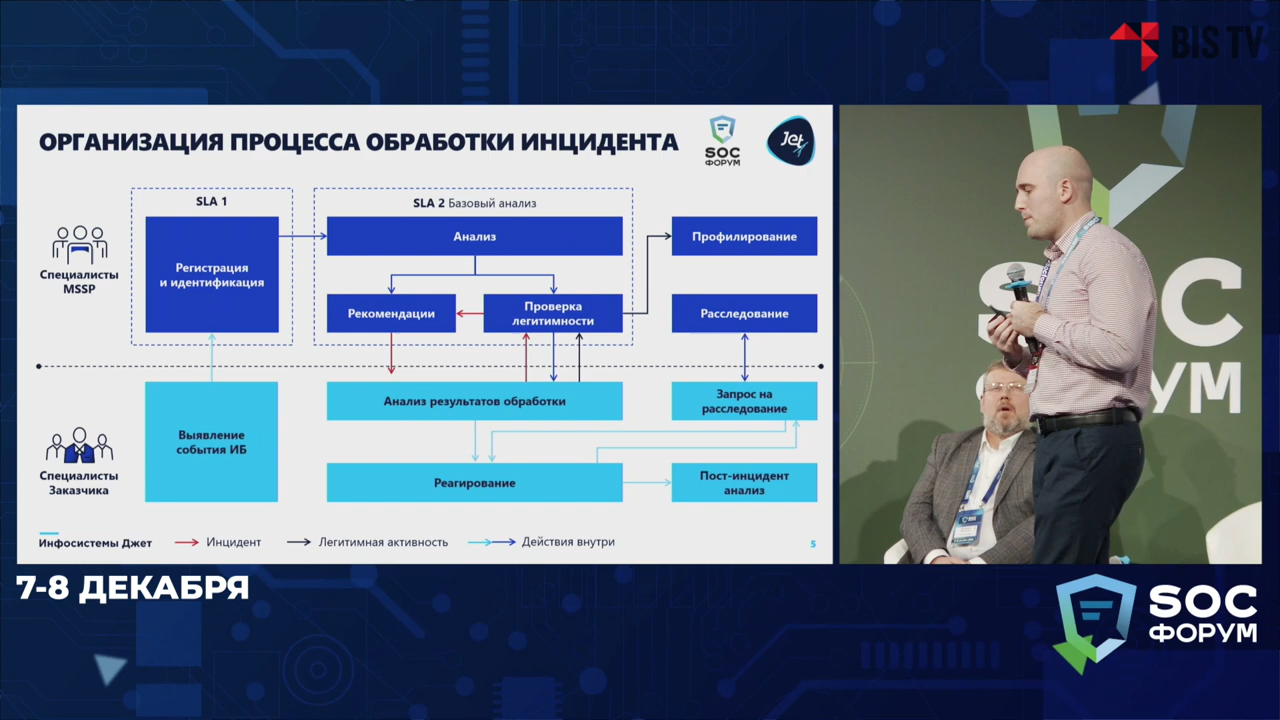 BIS TV
ОРГАНИЗАЦИЯ ПРОЦЕССА ОБРАБОТКИ ИНЦИДЕНТА
SOC
ФОРУМ
Jet
SLA 1
SLA 2 Базовый анализ
Специалисты
MSSP
Регистрация
и идентификация
Анализ
Профилирование
Рекомендации
Проверка
легитимности
Расследование
Специалисты
Заказчика
Выявление
события ИБ
Анализ результатов обработки
Запрос на
расследование
Реагирование
Пост-инцидент
анализ
Инфосистемы Джет
Инцидент
Легитимная активность
Действия внутри
5
SOC
ФОРУМ
7-8 ДЕКАБРЯ
SOC
ФОРУМ